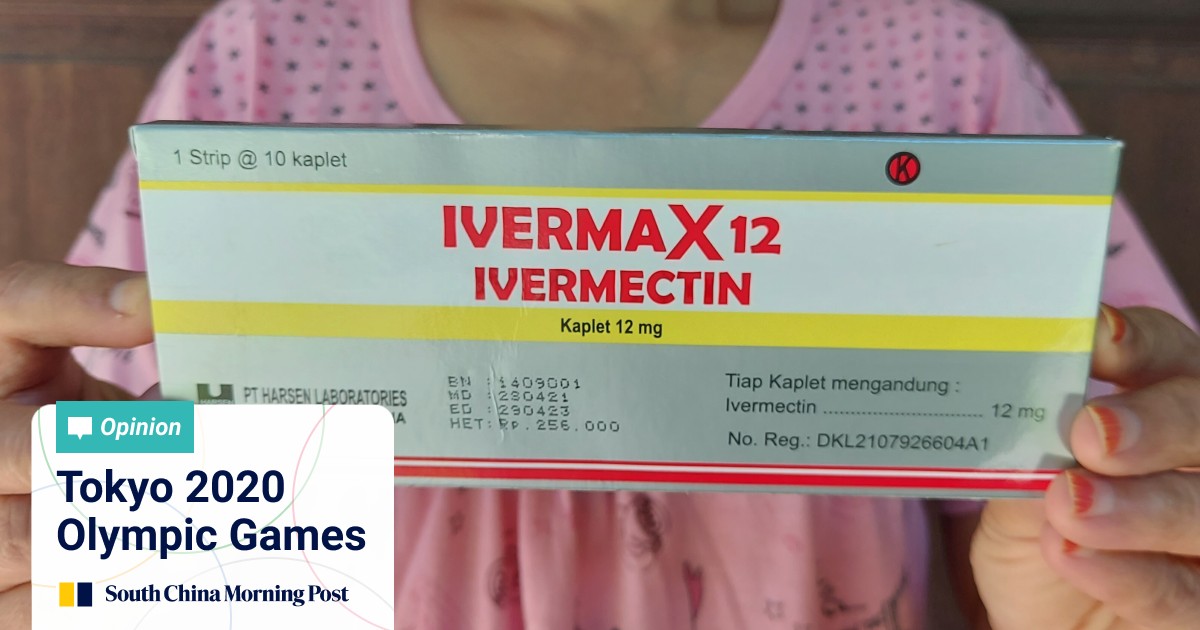 1 Strip @ 10 kaplet
K
IVERMAX 12
IVERMECTIN
Kaplet 12 mg
PT HARSEN LABORATORIES
BN : 1409001
MD : 280421
ED : 290423
HET: Rp. 256.000
Tiap Kaplet mengandung :
Ivermectin .................................. 12 mg
No. Reg.: DKL2107926604A1
Opinion
Tokyo 2020
Olympic Games
South China Morning Post